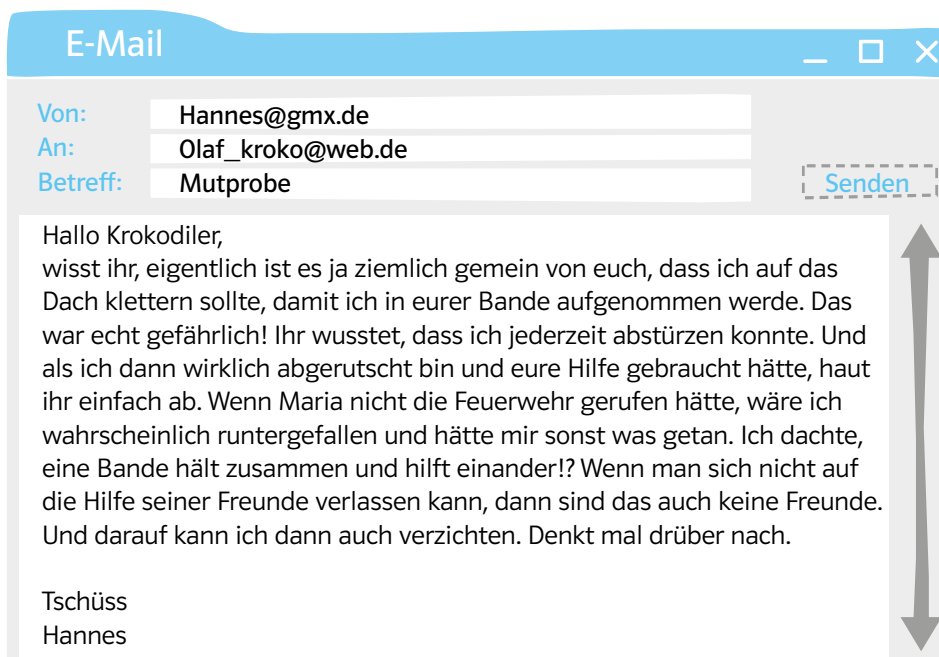 E-Mail
Von: Hannes@gmx.de
An: Olaf_kroko@web.de
Betreff: Mutprobe
Senden
Hallo Krokodiler,
wisst ihr, eigentlich ist es ja ziemlich gemein von euch, dass ich auf das
Dach klettern sollte, damit ich in eurer Bande aufgenommen werde. Das
war echt gefährlich! Ihr wusstet, dass ich jederzeit abstürzen konnte. Und
als ich dann wirklich abgerutscht bin und eure Hilfe gebraucht hätte, haut
ihr einfach ab. Wenn Maria nicht die Feuerwehr gerufen hätte, wäre ich
wahrscheinlich runtergefallen und hätte mir sonst was getan. Ich dachte,
eine Bande hält zusammen und hilft einander!? Wenn man sich nicht auf
die Hilfe seiner Freunde verlassen kann, dann sind das auch keine Freunde.
Und darauf kann ich dann auch verzichten. Denkt mal drüber nach.
Tschüss
Hannes